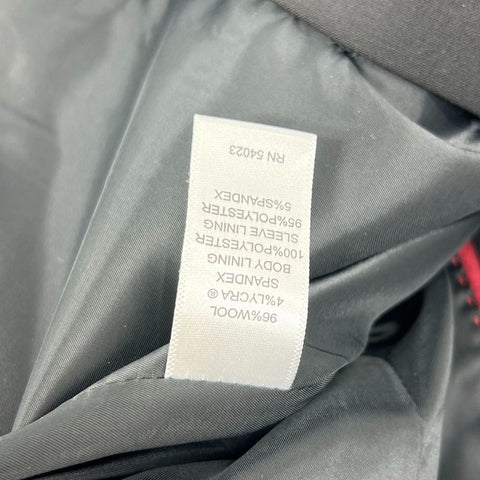 96%WOOL
4%LYCRA®
SPANDEX
BODY LINING
100%POLYESTER
SLEEVE LINING
95%POLYESTER
5%SPANDEX
RN 54023